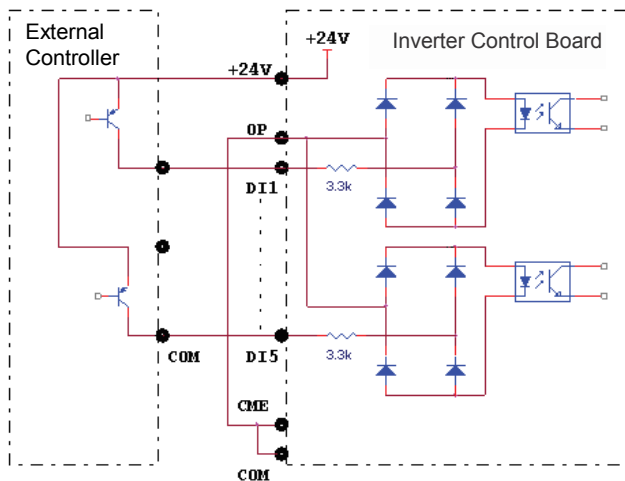 External
Controller
+24V
Inverter Control Board
+24V
OP
DI1
3.3k
COM
DI5
3.3k
CME
COM